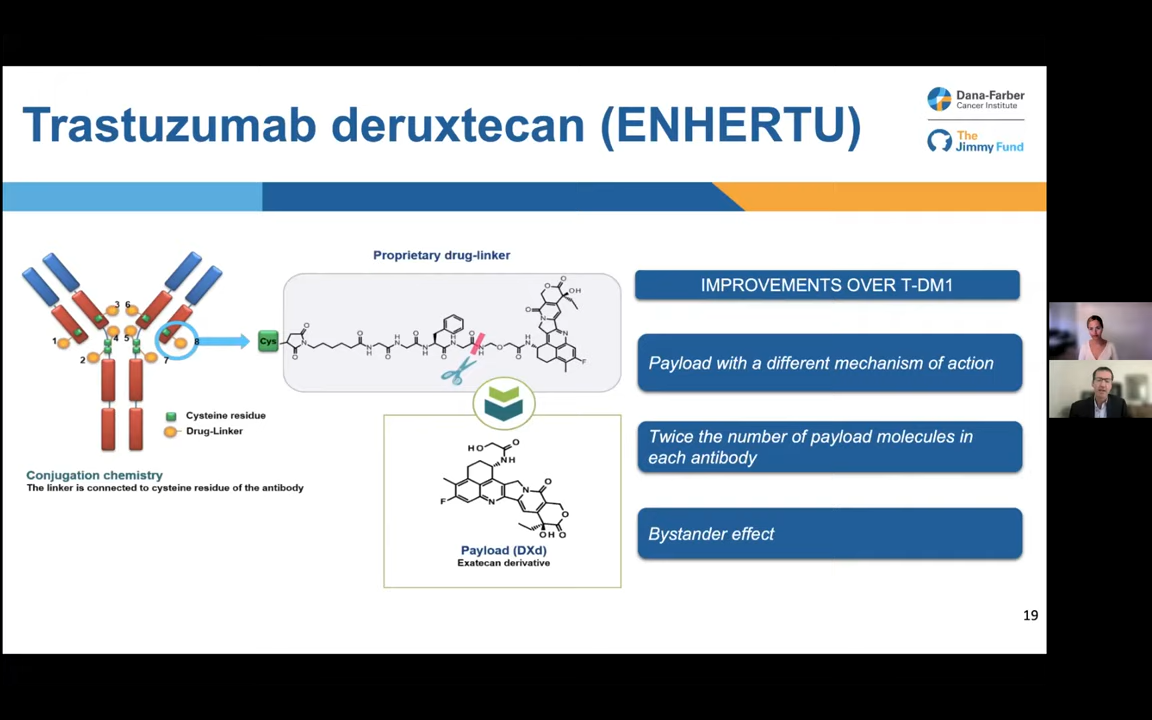 Trastuzumab deruxtecan (ENHERTU)
Dana-Farber
Cancer Institute
The
Jimmy Fund
Proprietary drug-linker
1
2
3
4
5
6
7
8
Cys
Cysteine residue
Drug-Linker
Conjugation chemistry
The linker is connected to cysteine residue of the antibody
Payload (DXd)
Exatecan derivative
IMPROVEMENTS OVER T-DM1
Payload with a different mechanism of action
Twice the number of payload molecules in
each antibody
Bystander effect
19